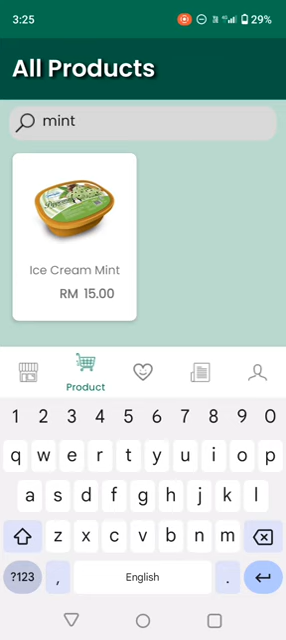 3:25
29%
All Products
mint
Ice Cream Mint
RM 15.00
Product
1 2 3 4 5 6 7 8 9 0
q w e r t y u i o p
a s d f g h j k l
z x c v b n m
?123 , English .